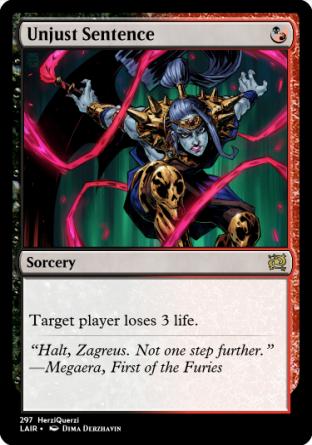 Unjust Sentence
Sorcery
Target player loses 3 life.
“Halt, Zagreus. Not one step further.”
—Megaera, First of the Furies
297 HerziQuerzi
LAIR • Dima Derzhavin